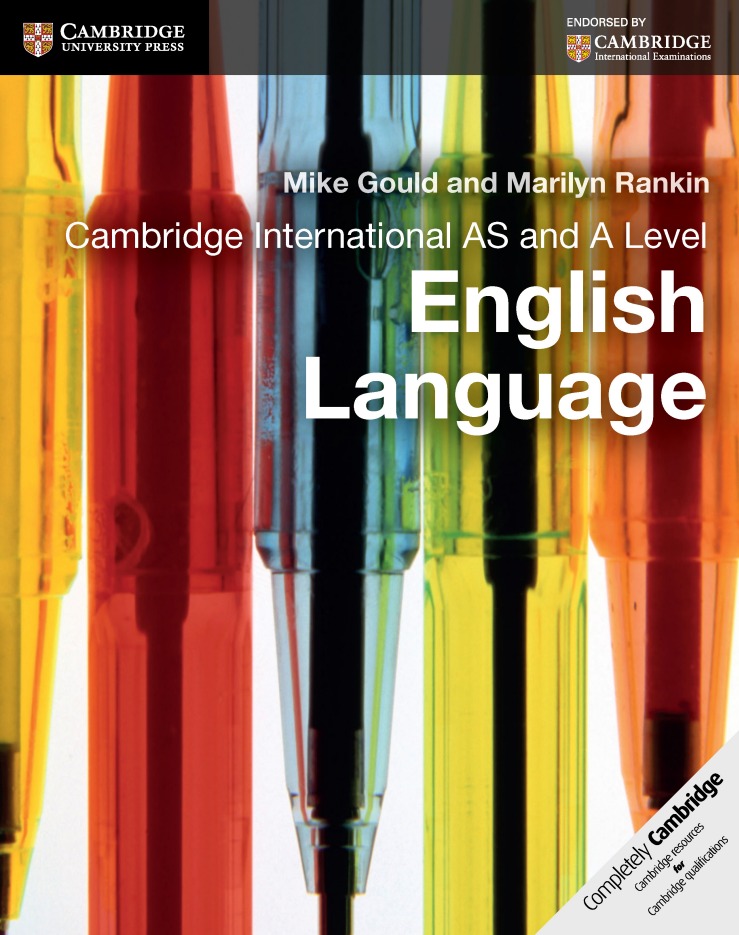 CAMBRIDGE
UNIVERSITY PRESS
ENDORSED BY
CAMBRIDGE
International Examinations
Mike Gould and Marilyn Rankin
Cambridge International AS and A Level
English
Language
Completely Cambridge
Cambridge resources
for
Cambridge qualifications